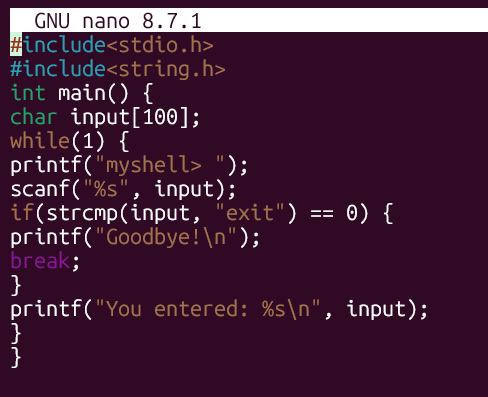 GNU nano 8.7.1
#include<stdio.h>
#include<string.h>
int main() {
char input[100];
while(1) {
printf("myshell> ");
scanf("%s", input);
if(strcmp(input, "exit") == 0) {
printf("Goodbye!\n");
break;
}
printf("You entered: %s\n", input);
}
}